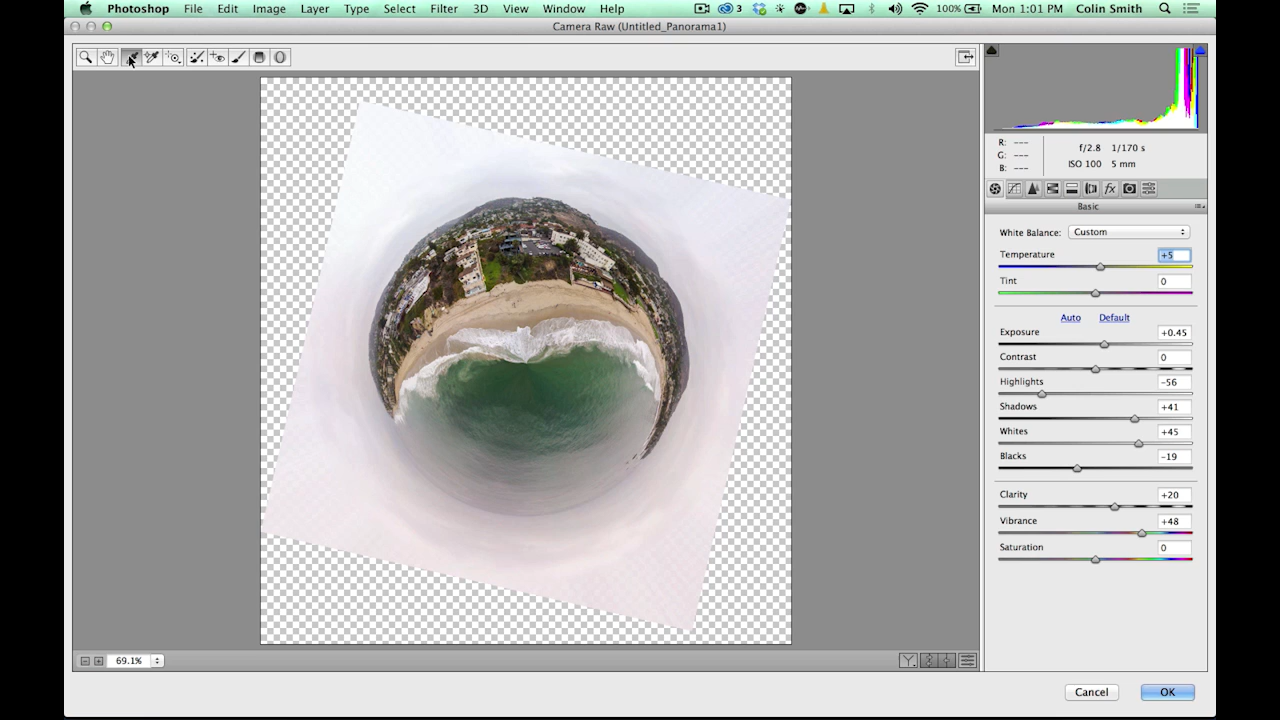 Photoshop File Edit Image Layer Type Select Filter 3D View Window Help 3 100% Mon 1:01 PM Colin Smith
Camera Raw (Untitled_Panorama1)
R: ---
G: ---
B: ---
f/2.8 1/170 s
ISO 100 5 mm
fx
Basic
White Balance: Custom
Temperature +5
Tint 0
Auto Default
Exposure +0.45
Contrast 0
Highlights -56
Shadows +41
Whites +45
Blacks -19
Clarity +20
Vibrance +48
Saturation 0
69.1% Y
Cancel OK